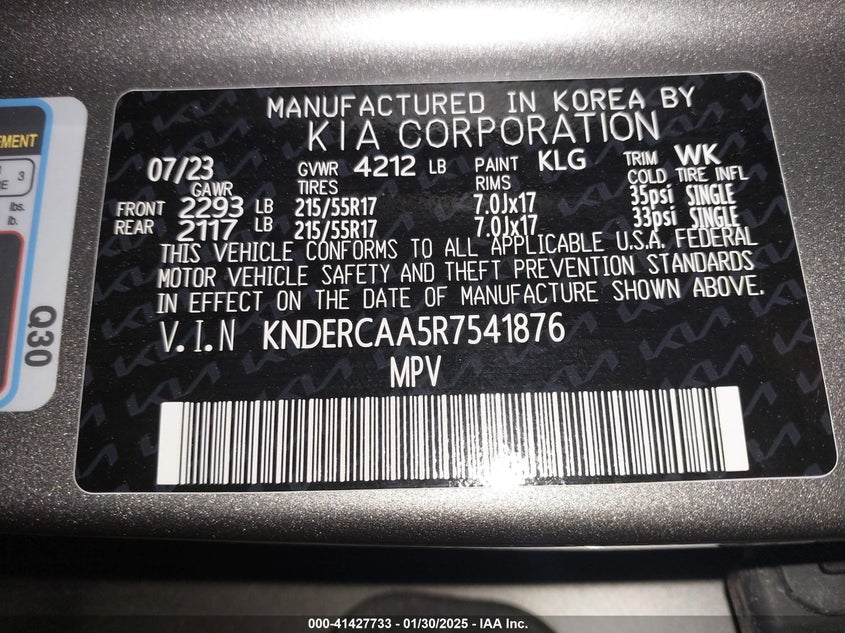 MANUFACTURED IN KOREA BY
KIA CORPORATION
07/23 GVWR 4212 LB PAINT KLG TRIM WK
GAWR TIRES RIMS COLD TIRE INFL
FRONT 2293 LB 215/55R17 7.0Jx17 35psi SINGLE
REAR 2117 LB 215/55R17 7.0Jx17 33psi SINGLE
THIS VEHICLE CONFORMS TO ALL APPLICABLE U.S.A. FEDERAL
MOTOR VEHICLE SAFETY AND THEFT PREVENTION STANDARDS
IN EFFECT ON THE DATE OF MANUFACTURE SHOWN ABOVE.
V.I.N KNDERCAA5R7541876
MPV
3
lbs.
lb.
Q30
000-41427733 - 01/30/2025 - IAA Inc.